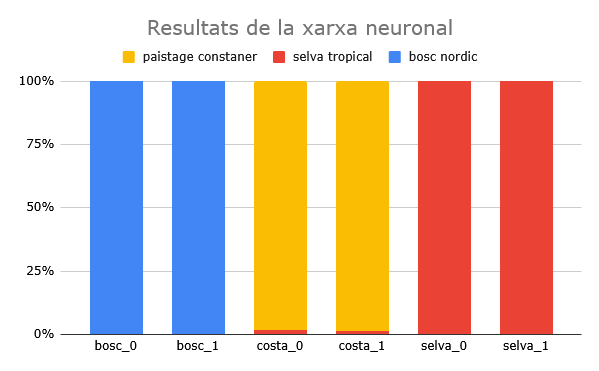 Resultats de la xarxa neuronal
paistage constaner selva tropical bosc nordic
100%
75%
50%
25%
0%
bosc_0 bosc_1 costa_0 costa_1 selva_0 selva_1